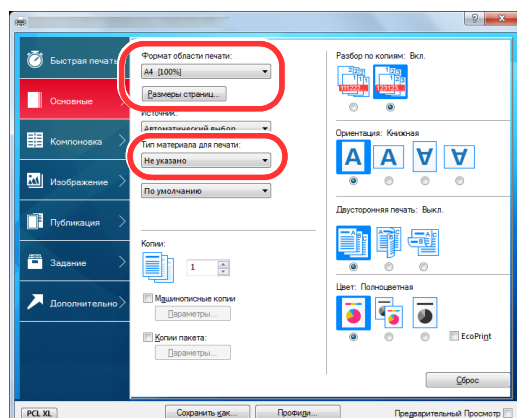 Быстрая печать
Основные
Компоновка
Изображение
Публикация
Задание
Дополнительно
Формат области печати:
A4 [100%]
Размеры страниц...
Источник:
Автоматический выбор
Тип материала для печати:
Не указано
По умолчанию
Копии:
1
Машинописные копии
Параметры...
Копии пакета:
Параметры...
Разбор по копиям: Вкл.
111222...
123123...
Ориентация: Книжная
A A A A
Двусторонняя печать: Выкл.
Цвет: Полноцветная
EcoPrint
Сброс
PCL XL
Сохранить как...
Профили...
Предварительный Просмотр